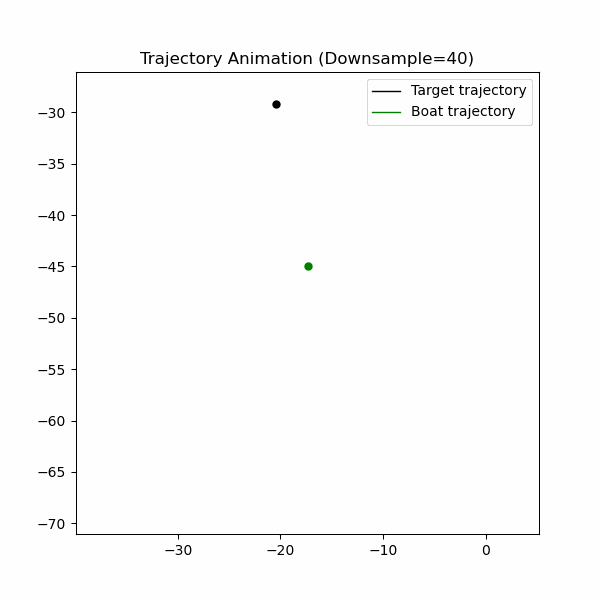 Trajectory Animation (Downsample=40)
Target trajectory
Boat trajectory
−30
−35
−40
−45
−50
−55
−60
−65
−70
−30 −20 −10 0